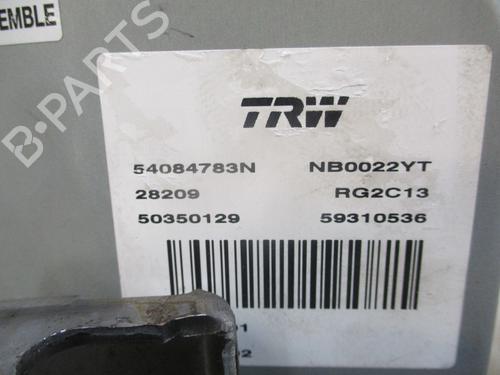 EMBLE
B-PARTS
TRW
54084783N NB0022YT
28209 RG2C13
50350129 59310536